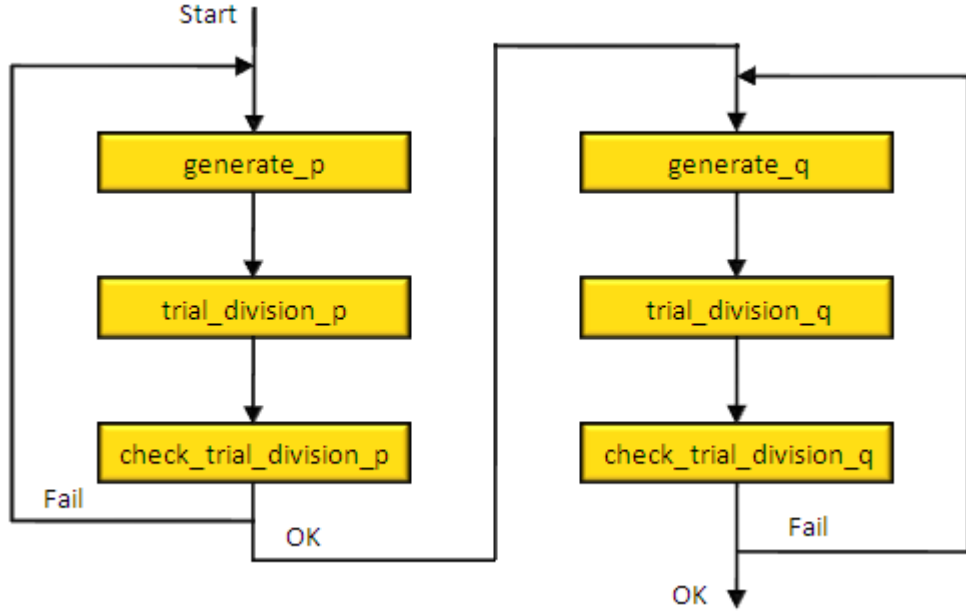 Start
generate_p
trial_division_p
check_trial_division_p
Fail
OK
generate_q
trial_division_q
check_trial_division_q
Fail
OK